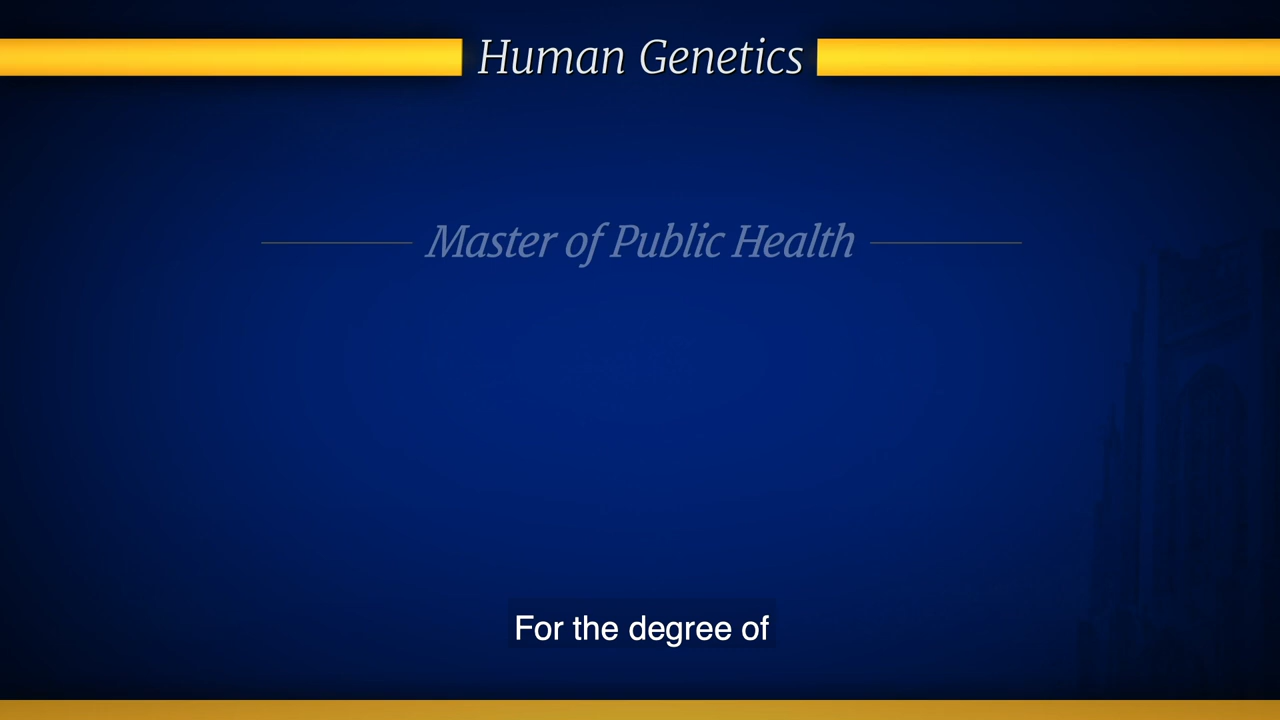 Human Genetics
Master of Public Health
For the degree of